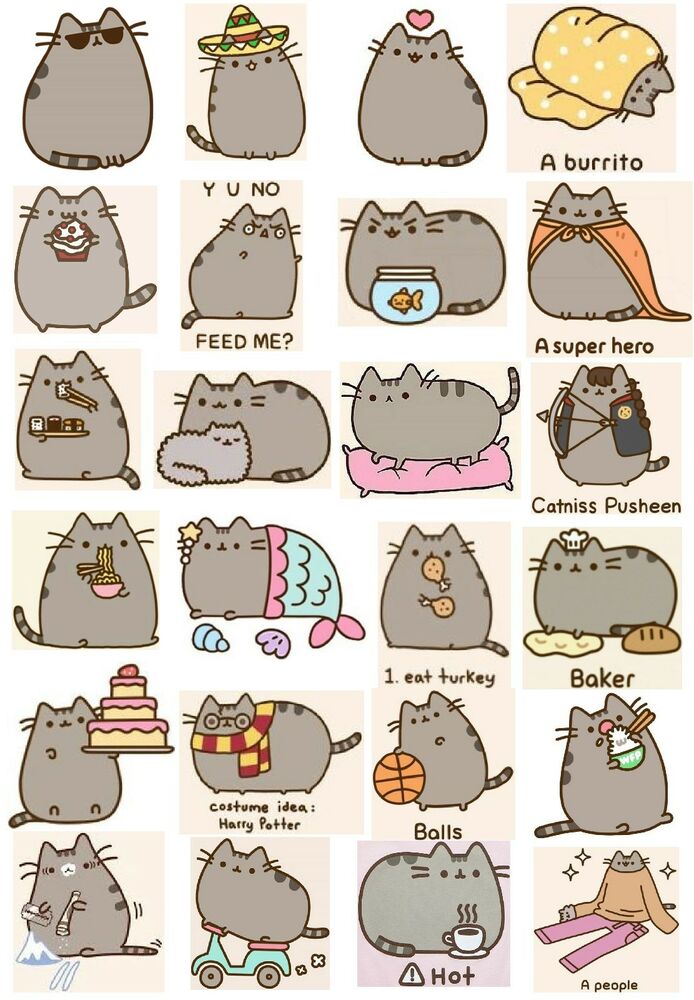 A burrito
Y U NO
FEED ME?
A super hero
Catniss Pusheen
1. eat turkey
Baker
costume idea:
Harry Potter
Balls
⚠ Hot
A people